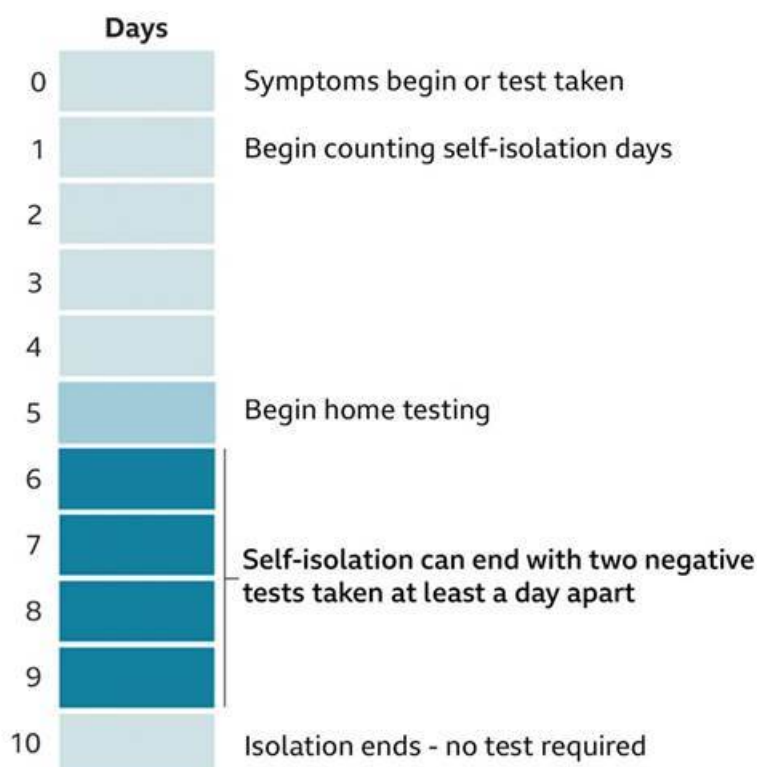 Days
0 Symptoms begin or test taken
1 Begin counting self-isolation days
2
3
4
5 Begin home testing
6
7
Self-isolation can end with two negative
tests taken at least a day apart
8
9
10 Isolation ends - no test required